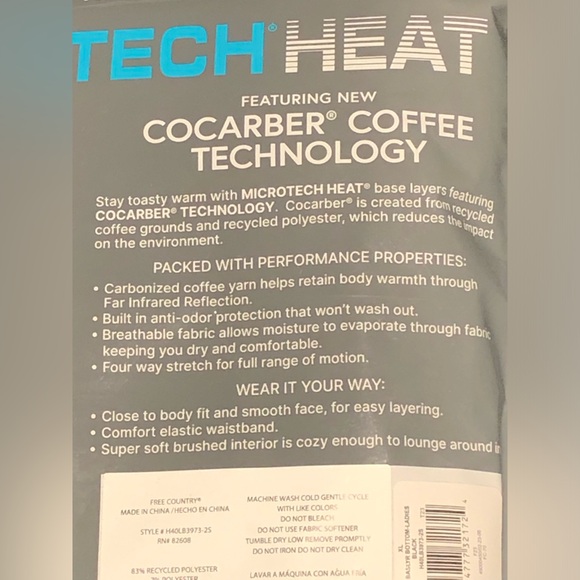 TECH® HEAT
FEATURING NEW
COCARBER® COFFEE
TECHNOLOGY
Stay toasty warm with MICROTECH HEAT® base layers featuring
COCARBER® TECHNOLOGY. Cocarber® is created from recycled
coffee grounds and recycled polyester, which reduces the impact
on the environment.
PACKED WITH PERFORMANCE PROPERTIES:
• Carbonized coffee yarn helps retain body warmth through
Far Infrared Reflection.
• Built in anti-odor protection that won't wash out.
• Breathable fabric allows moisture to evaporate through fabric
keeping you dry and comfortable.
• Four way stretch for full range of motion.
WEAR IT YOUR WAY:
• Close to body fit and smooth face, for easy layering.
• Comfort elastic waistband.
• Super soft brushed interior is cozy enough to lounge around in
FREE COUNTRY®
MADE IN CHINA / HECHO EN CHINA
STYLE # H40LB3973-2S
RN# 82608
83% RECYCLED POLYESTER
POLYESTER
MACHINE WASH COLD GENTLE CYCLE
WITH LIKE COLORS
DO NOT BLEACH
DO NOT USE FABRIC SOFTENER
TUMBLE DRY LOW REMOVE PROMPTLY
DO NOT IRON DO NOT DRY CLEAN
LAVAR A MÁQUINA CON AGUA FRÍA
XL
BASELAYER BOTTOM-LADIES
BLACK
H40LB3973-2S